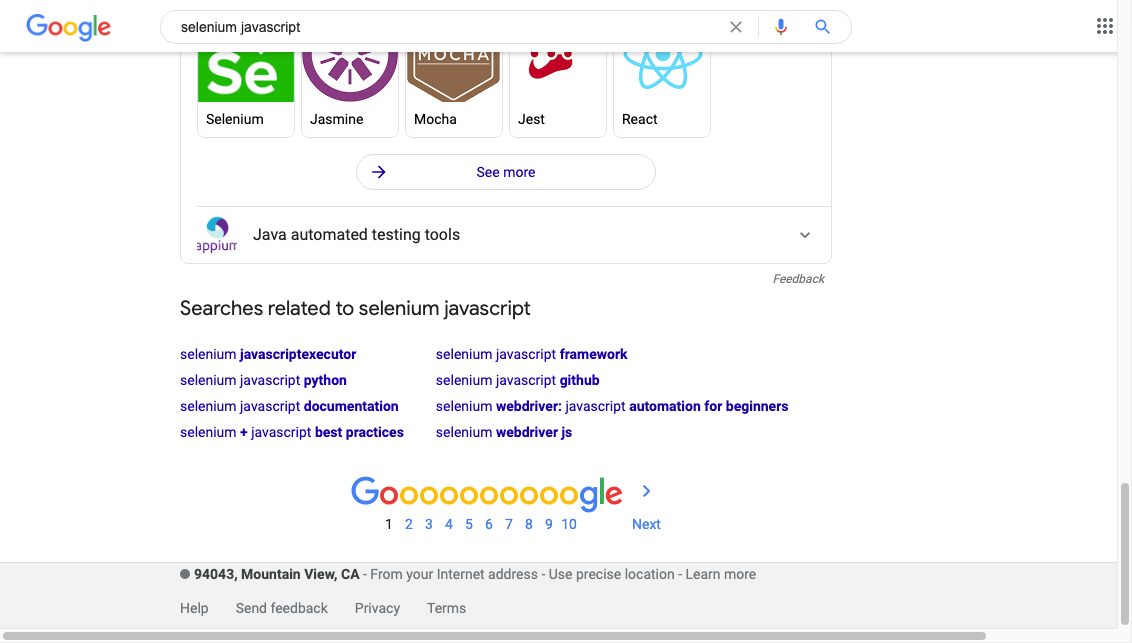 Google
selenium javascript
Se
MOCHA
Selenium
Jasmine
Mocha
Jest
React
See more
appium
Java automated testing tools
Feedback
Searches related to selenium javascript
selenium javascriptexecutor
selenium javascript framework
selenium javascript python
selenium javascript github
selenium javascript documentation
selenium webdriver: javascript automation for beginners
selenium + javascript best practices
selenium webdriver js
Goooooooooogle
1 2 3 4 5 6 7 8 9 10 Next
94043, Mountain View, CA - From your Internet address - Use precise location - Learn more
Help Send feedback Privacy Terms